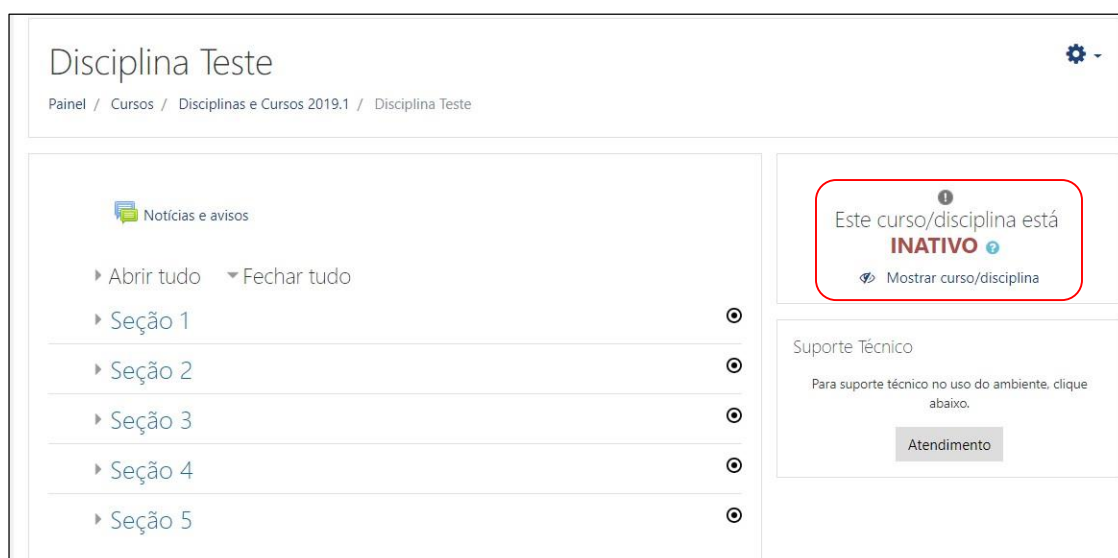 Disciplina Teste
Painel / Cursos / Disciplinas e Cursos 2019.1 / Disciplina Teste
Notícias e avisos
Abrir tudo Fechar tudo
Seção 1
Seção 2
Seção 3
Seção 4
Seção 5
Este curso/disciplina está
INATIVO
Mostrar curso/disciplina
Suporte Técnico
Para suporte técnico no uso do ambiente, clique
abaixo.
Atendimento